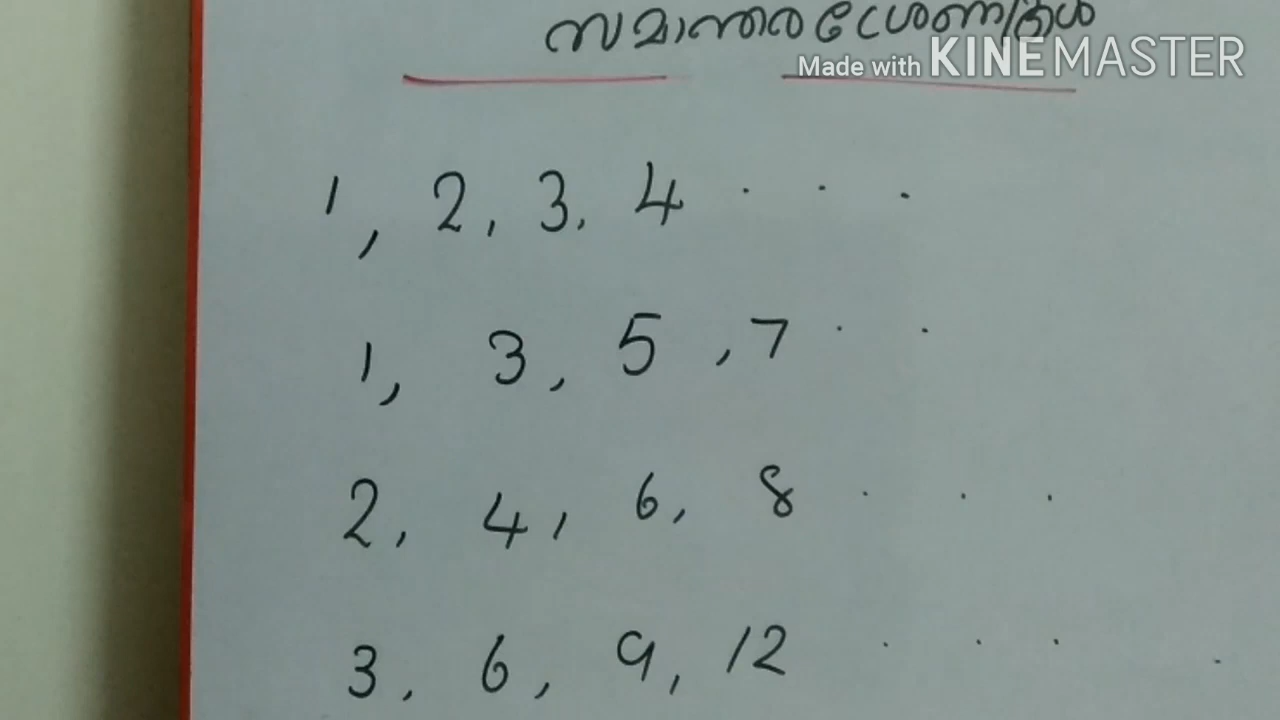 സമാന്തരശ്രേണികൾ
Made with KINEMASTER
1, 2, 3, 4 . . .
1, 3, 5, 7 . .
2, 4, 6, 8 . . .
3, 6, 9, 12 . . . .